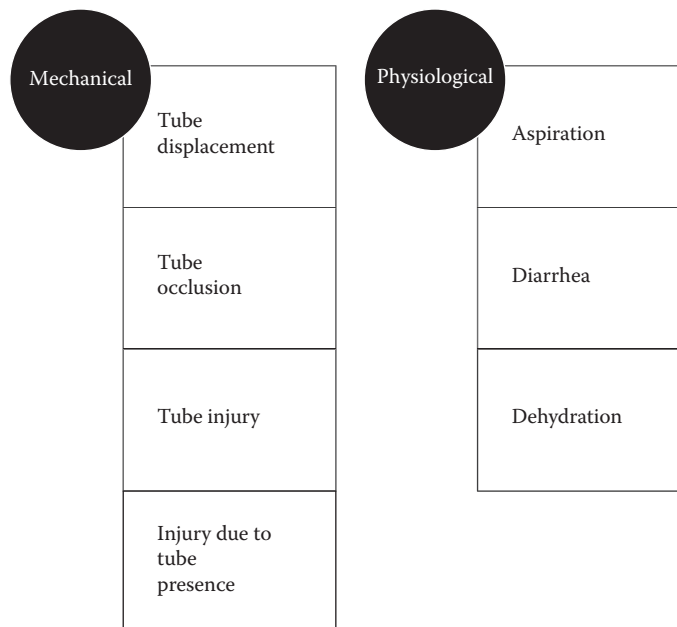 Mechanical
Tube
displacement
Tube
occlusion
Tube injury
Injury due to
tube
presence
Physiological
Aspiration
Diarrhea
Dehydration